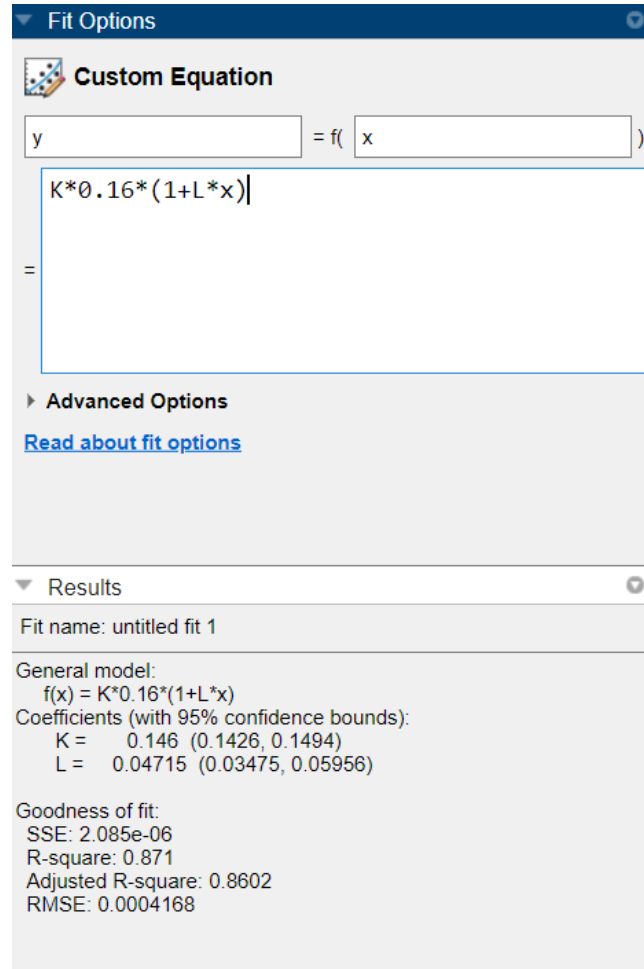 Fit Options
Custom Equation
y = f( x )
K*0.16*(1+L*x)
=
Advanced Options
Read about fit options
Results
Fit name: untitled fit 1
General model:
f(x) = K*0.16*(1+L*x)
Coefficients (with 95% confidence bounds):
K = 0.146 (0.1426, 0.1494)
L = 0.04715 (0.03475, 0.05956)
Goodness of fit:
SSE: 2.085e-06
R-square: 0.871
Adjusted R-square: 0.8602
RMSE: 0.0004168